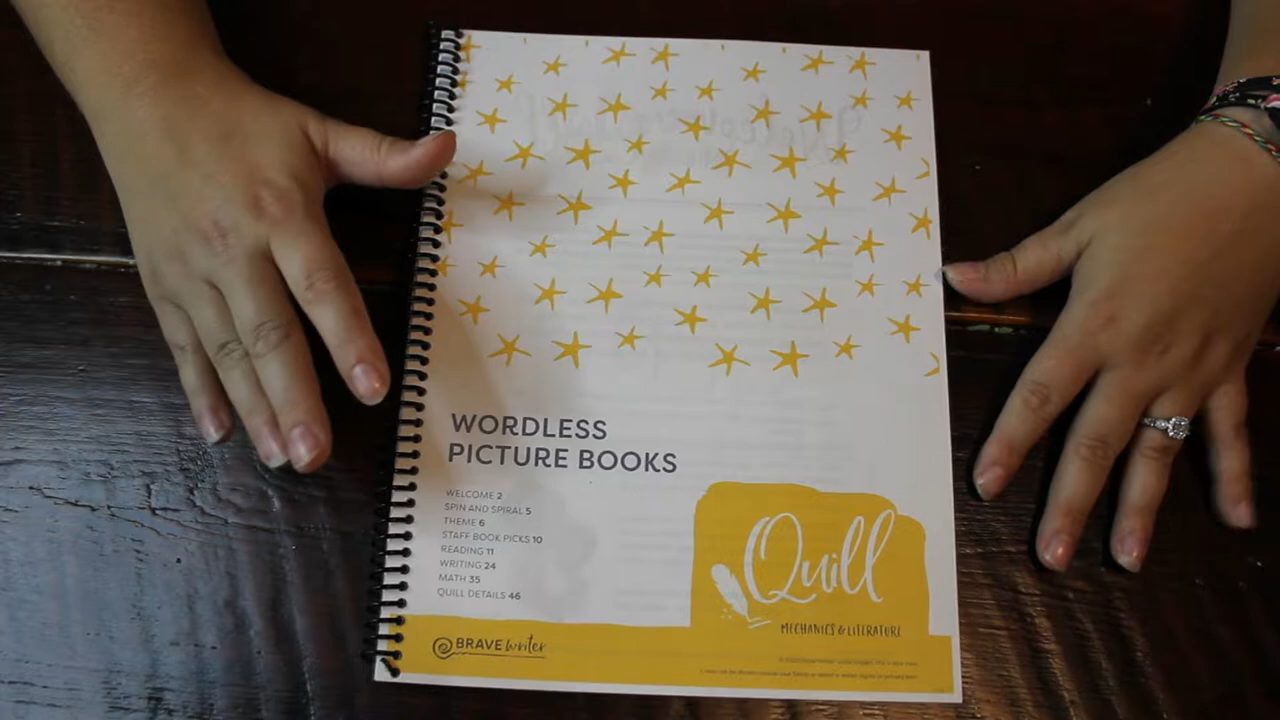 WORDLESS
PICTURE BOOKS
WELCOME 2
SPIN AND SPIRAL 5
THEME 6
STAFF BOOK PICKS 10
READING 11
WRITING 24
MATH 35
QUILL DETAILS 46
Quill
MECHANICS & LITERATURE
BRAVE writer